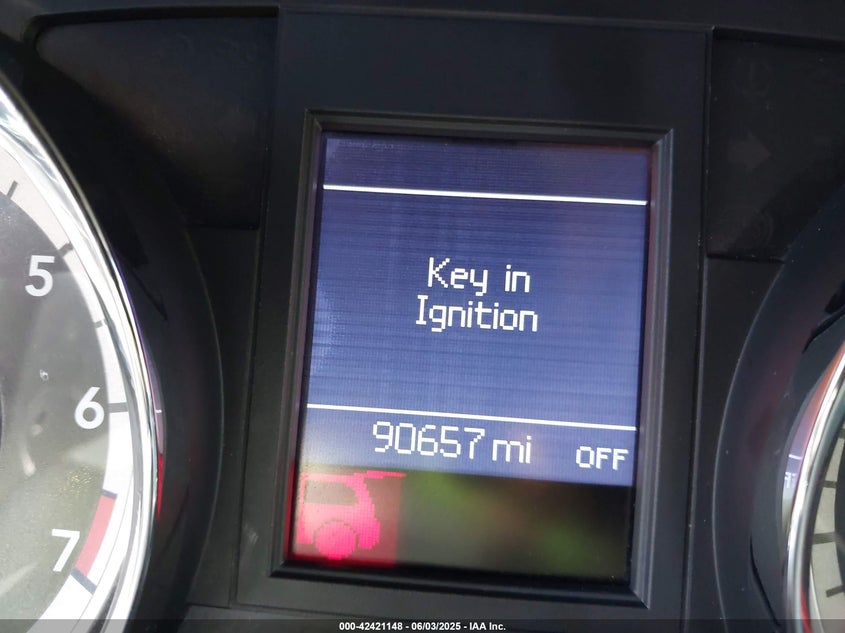 Key in
Ignition
90657 mi OFF
5
6
7
000-42421148 - 06/03/2025 - IAA Inc.